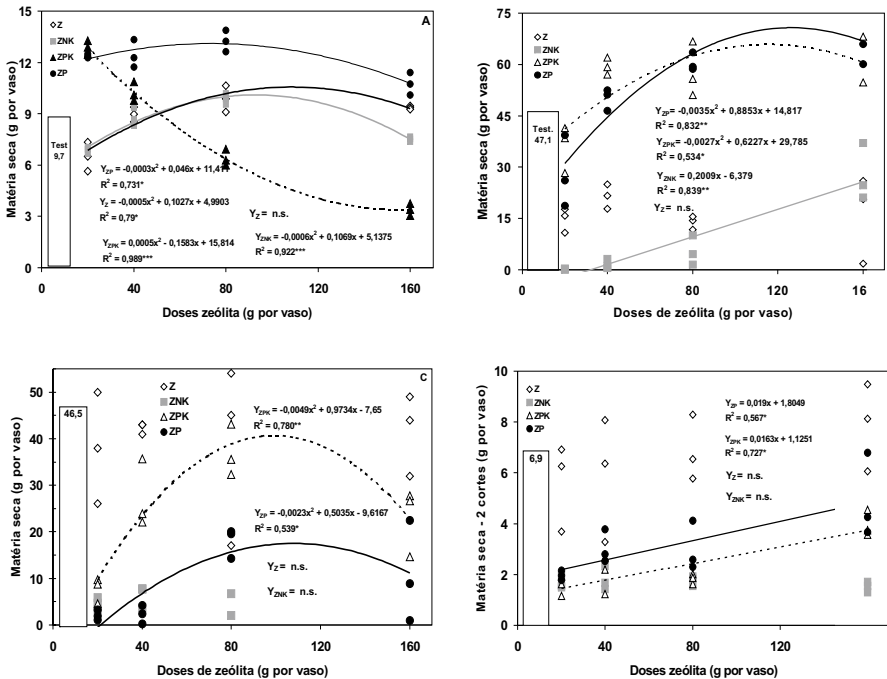 A
Z
ZNK
ZPK
ZP
15
12
9
6
3
0
Matéria seca (g por vaso)
Test
9,7
Y_ZP = -0,0003x² + 0,046x + 11,41
R² = 0,731*
Y_Z = -0,0005x² + 0,1027x + 4,9903
R² = 0,79*
Y_ZPK = 0,0005x² - 0,1583x + 15,814
R² = 0,989***
Y_Z = n.s.
Y_ZNK = -0,0006x² + 0,1069x + 5,1375
R² = 0,922***
0 40 80 120 160
Doses zeólita (g por vaso)
Z
ZNK
ZPK
ZP
75
60
45
30
15
0
Matéria seca (g por vaso)
Test.
47,1
Y_ZP = -0,0035x² + 0,8853x + 14,817
R² = 0,832**
Y_ZPK = -0,0027x² + 0,6227x + 29,785
R² = 0,534*
Y_ZNK = 0,2009x - 6,379
R² = 0,839**
Y_Z = n.s.
0 40 80 120 16
Doses de zeólita (g por vaso)
C
Z
ZNK
ZPK
ZP
50
40
30
20
10
0
Matéria seca (g por vaso)
46,5
Y_ZPK = -0,0049x² + 0,9734x - 7,65
R² = 0,780**
Y_ZP = -0,0023x² + 0,5035x - 9,6167
R² = 0,539*
Y_Z = n.s.
Y_ZNK = n.s.
0 40 80 120 160
Doses de zeólita (g por vaso)
Z
ZNK
ZPK
ZP
10
8
6
4
2
0
Matéria seca - 2 cortes (g por vaso)
6,9
Y_ZP = 0,019x + 1,8049
R² = 0,567*
Y_ZPK = 0,0163x + 1,1251
R² = 0,727*
Y_Z = n.s.
Y_ZNK = n.s.
0 40 80 120 160
Doses zeólita (g por vaso)